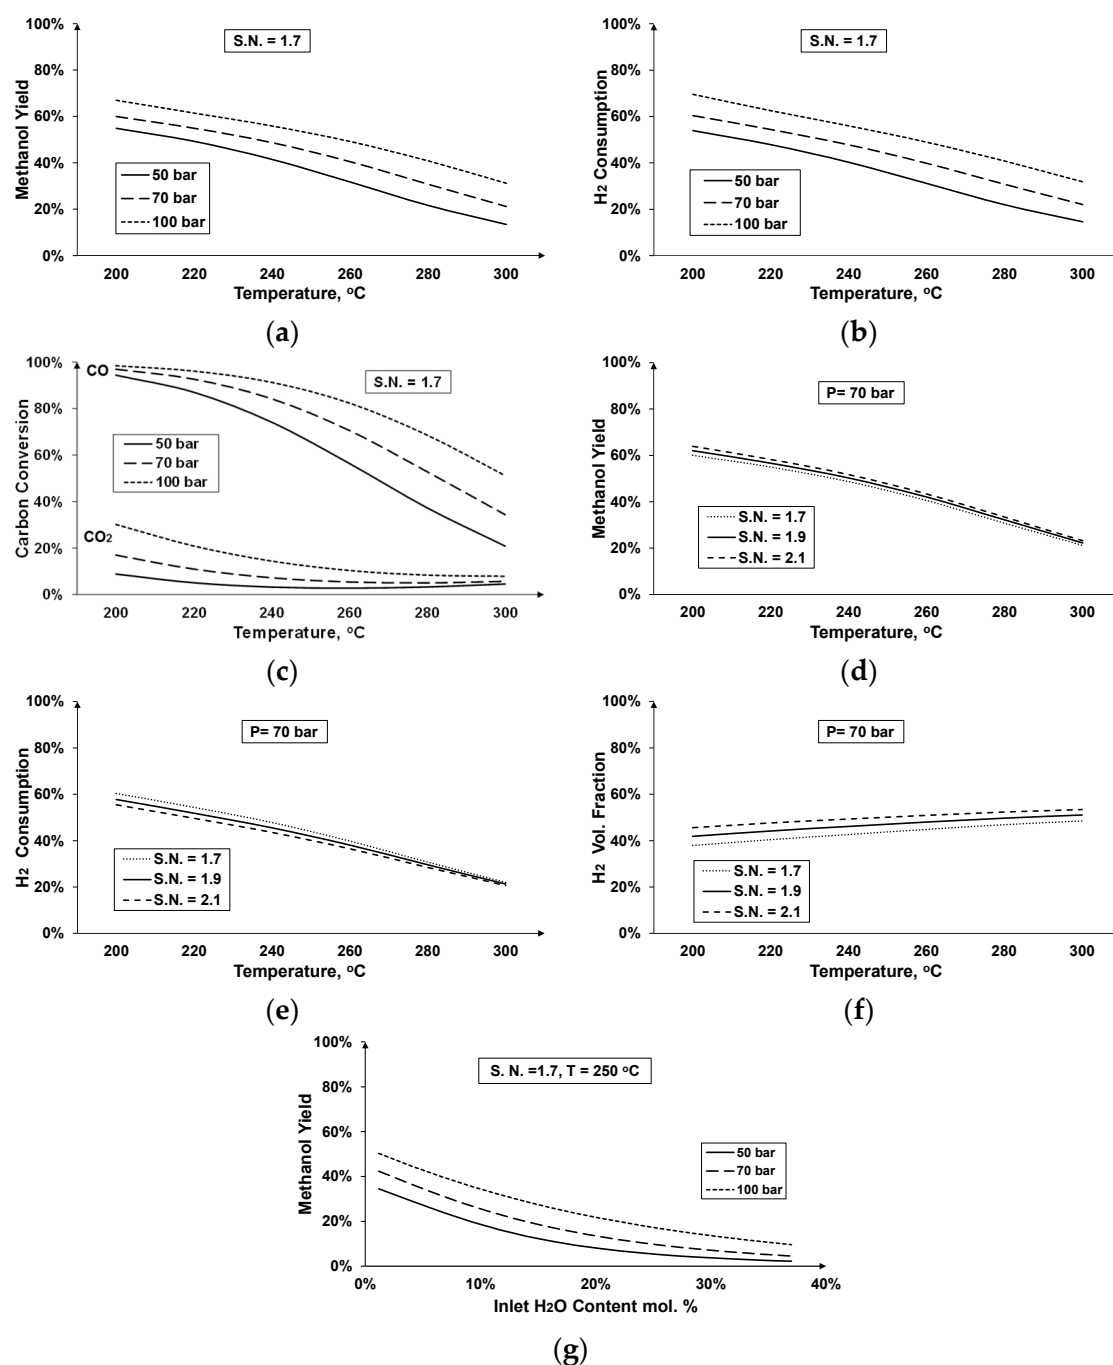 100%
80%
60%
40%
20%
0%
Methanol Yield
S.N. = 1.7
50 bar
70 bar
100 bar
200 220 240 260 280 300
Temperature, ºC
(a)
100%
80%
60%
40%
20%
0%
H2 Consumption
S.N. = 1.7
50 bar
70 bar
100 bar
200 220 240 260 280 300
Temperature, ºC
(b)
100%
80%
60%
40%
20%
0%
Carbon Conversion
CO
CO2
S.N. = 1.7
50 bar
70 bar
100 bar
200 220 240 260 280 300
Temperature, ºC
(c)
100%
80%
60%
40%
20%
0%
Methanol Yield
P= 70 bar
S.N. = 1.7
S.N. = 1.9
S.N. = 2.1
200 220 240 260 280 300
Temperature, ºC
(d)
100%
80%
60%
40%
20%
0%
H2 Consumption
P= 70 bar
S.N. = 1.7
S.N. = 1.9
S.N. = 2.1
200 220 240 260 280 300
Temperature, ºC
(e)
100%
80%
60%
40%
20%
0%
H2 Vol. Fraction
P= 70 bar
S.N. = 1.7
S.N. = 1.9
S.N. = 2.1
200 220 240 260 280 300
Temperature, ºC
(f)
100%
80%
60%
40%
20%
0%
Methanol Yield
S. N. =1.7, T = 250 ºC
50 bar
70 bar
100 bar
0% 10% 20% 30% 40%
Inlet H2O Content mol. %
(g)